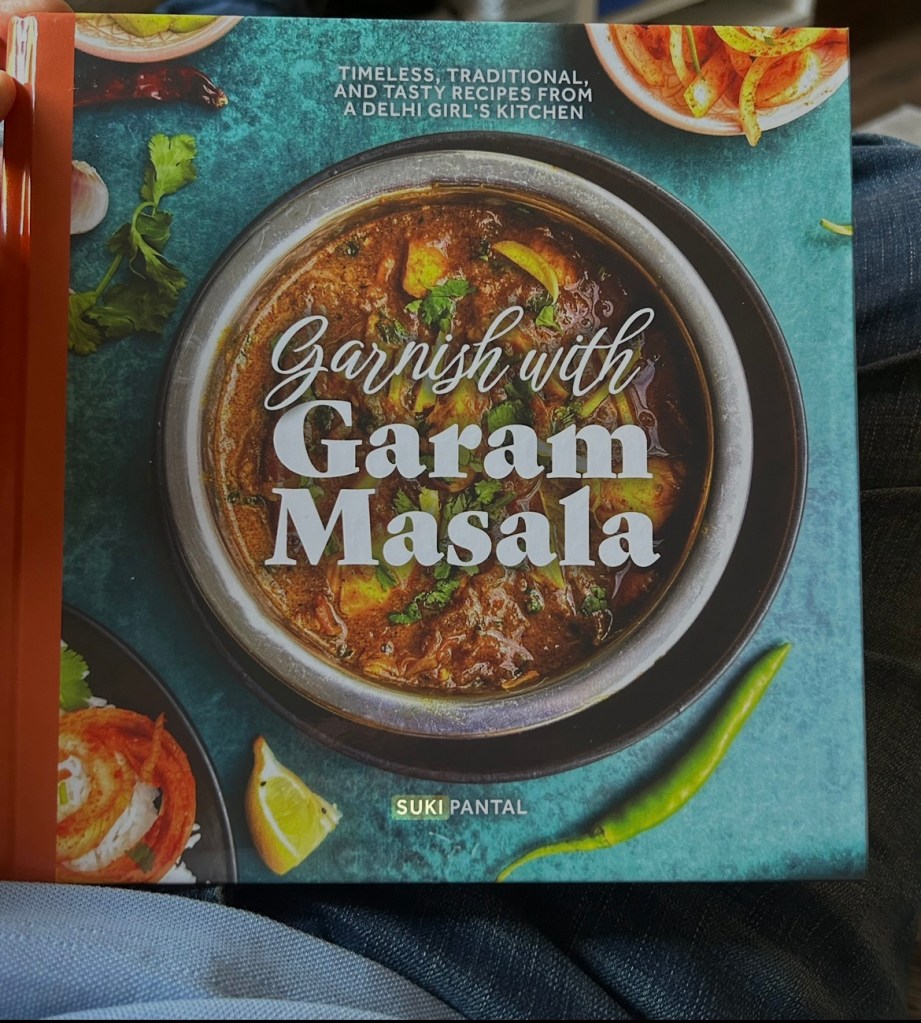 TIMELESS, TRADITIONAL,
AND TASTY RECIPES FROM
A DELHI GIRL'S KITCHEN
Garnish with
Garam
Masala
SUKI PANTAL